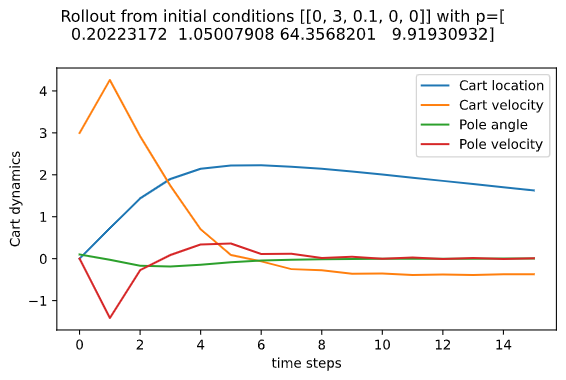 Rollout from initial conditions [[0, 3, 0.1, 0, 0]] with p=[
0.20223172 1.05007908 64.3568201 9.91930932]
Cart location
Cart velocity
Pole angle
Pole velocity
Cart dynamics
4
3
2
1
0
−1
0 2 4 6 8 10 12 14
time steps